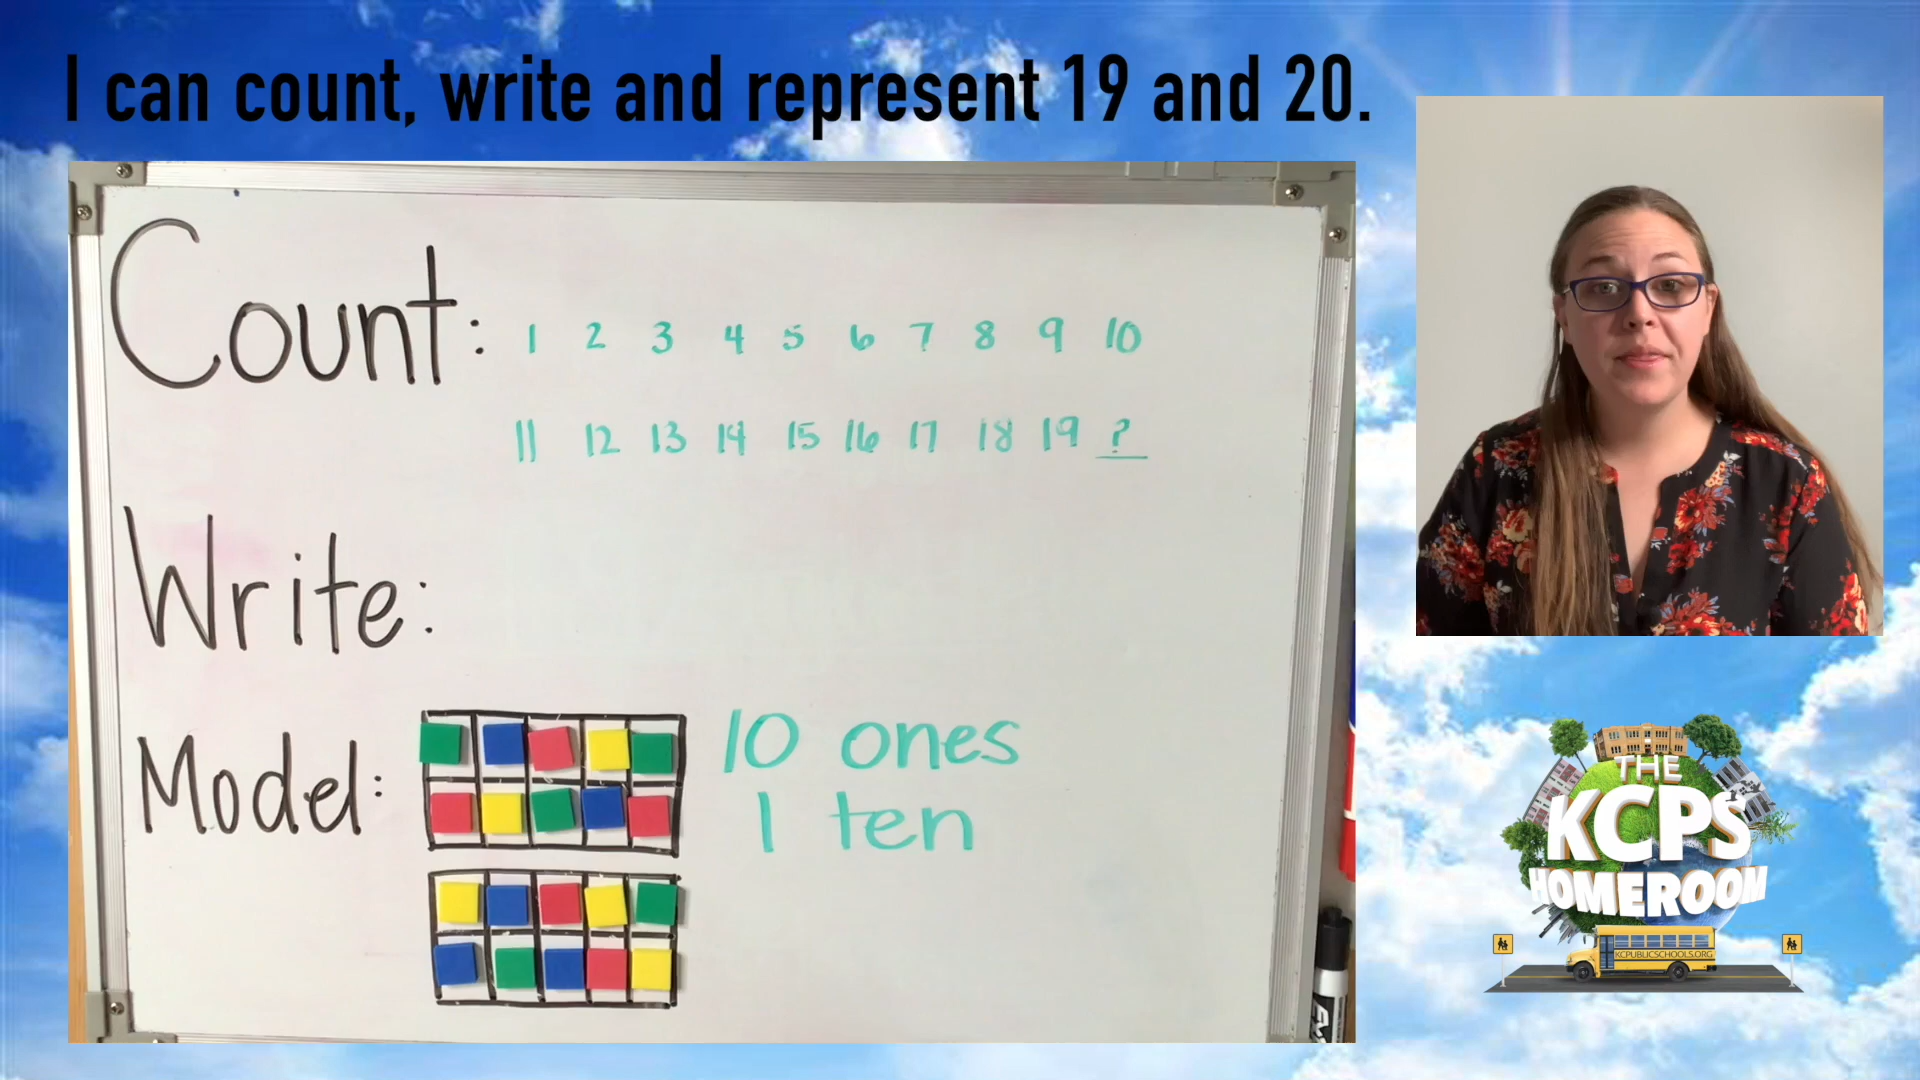 I can count, write and represent 19 and 20.
Count: 1 2 3 4 5 6 7 8 9 10
11 12 13 14 15 16 17 18 19 ?
Write:
Model: 10 ones
1 ten
THE
KCPS
HOMEROOM
KCPUBLICSCHOOLS.ORG